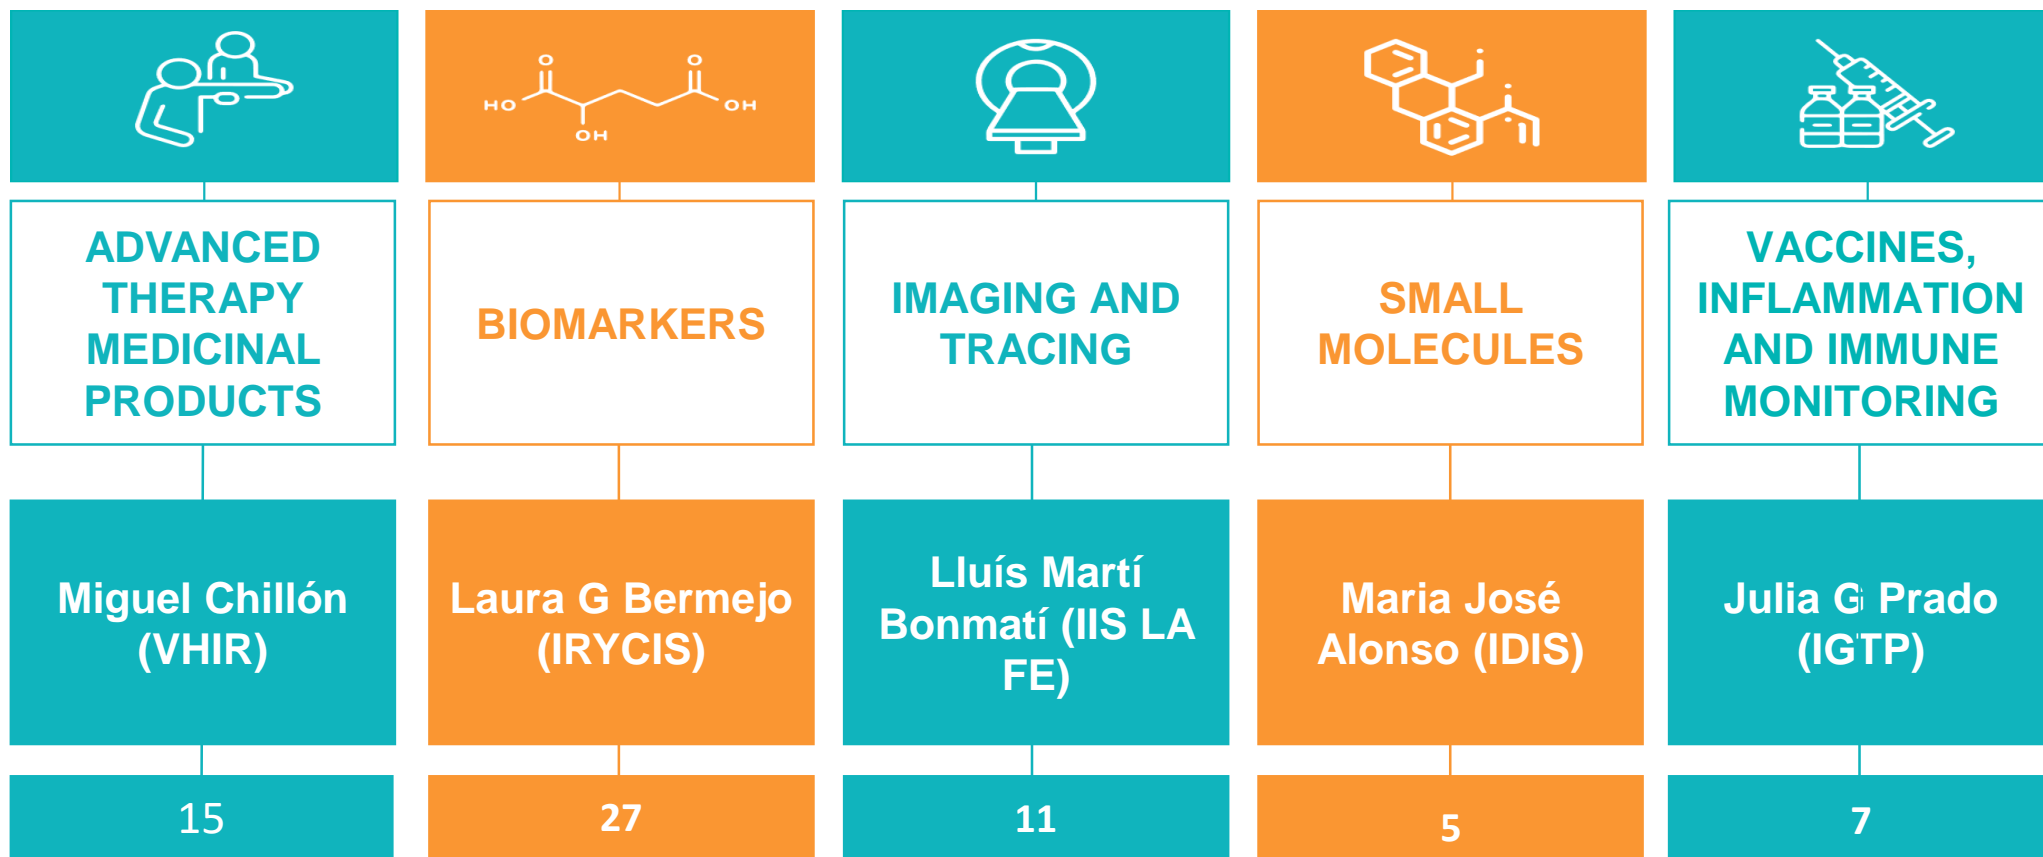 O
O
HO
OH
OH
ADVANCED
THERAPY
MEDICINAL
PRODUCTS
BIOMARKERS
IMAGING AND
TRACING
SMALL
MOLECULES
VACCINES,
INFLAMMATION
AND IMMUNE
MONITORING
Miguel Chillón
(VHIR)
Laura G Bermejo
(IRYCIS)
Lluís Martí
Bonmatí (IIS LA
FE)
Maria José
Alonso (IDIS)
Julia G Prado
(IGTP)
15
27
11
5
7